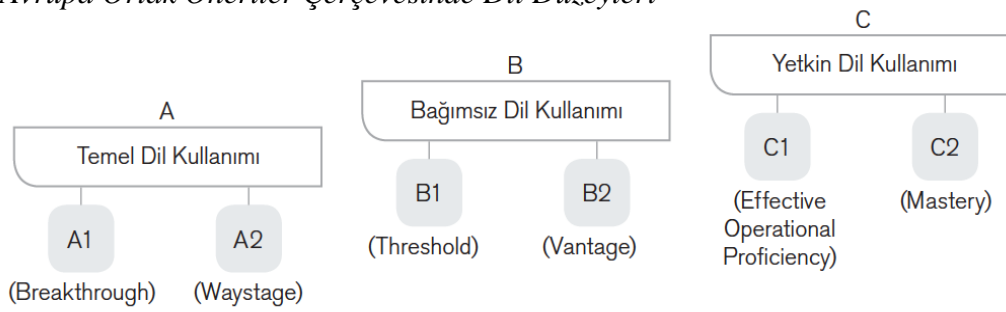 Avrupa Ortak Öneriler Çerçevesinde Dil Düzeyleri
A
Temel Dil Kullanımı
A1
(Breakthrough)
A2
(Waystage)
B
Bağımsız Dil Kullanımı
B1
(Threshold)
B2
(Vantage)
C
Yetkin Dil Kullanımı
C1
(Effective
Operational
Proficiency)
C2
(Mastery)